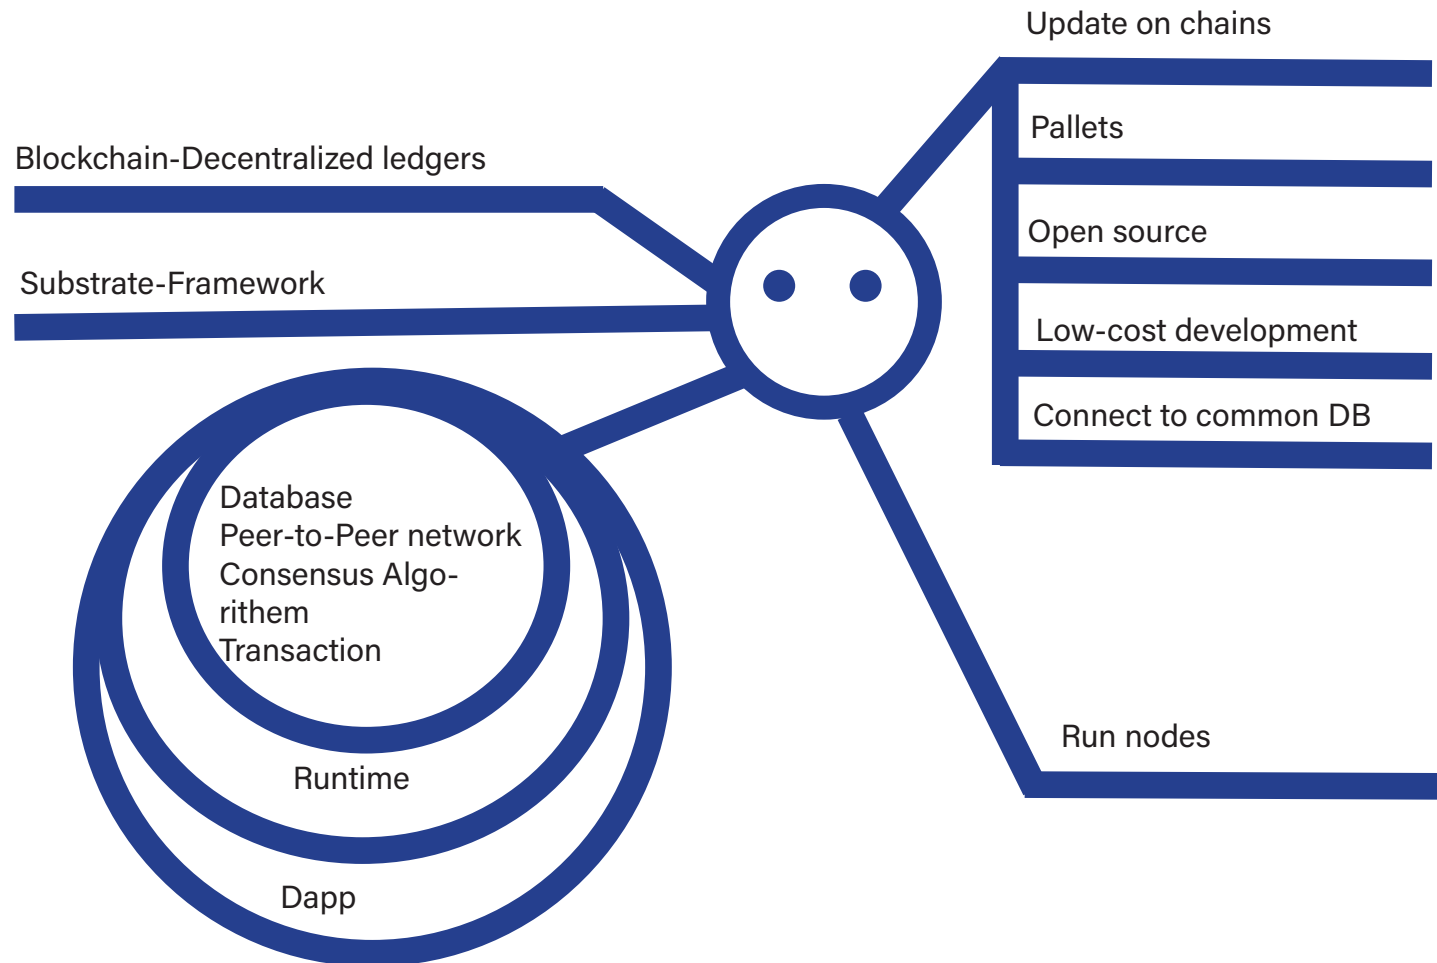 Update on chains
Pallets
Blockchain-Decentralized ledgers
Open source
Substrate-Framework
Low-cost development
Connect to common DB
Database
Peer-to-Peer network
Consensus Algo-
rithem
Transaction
Run nodes
Runtime
Dapp